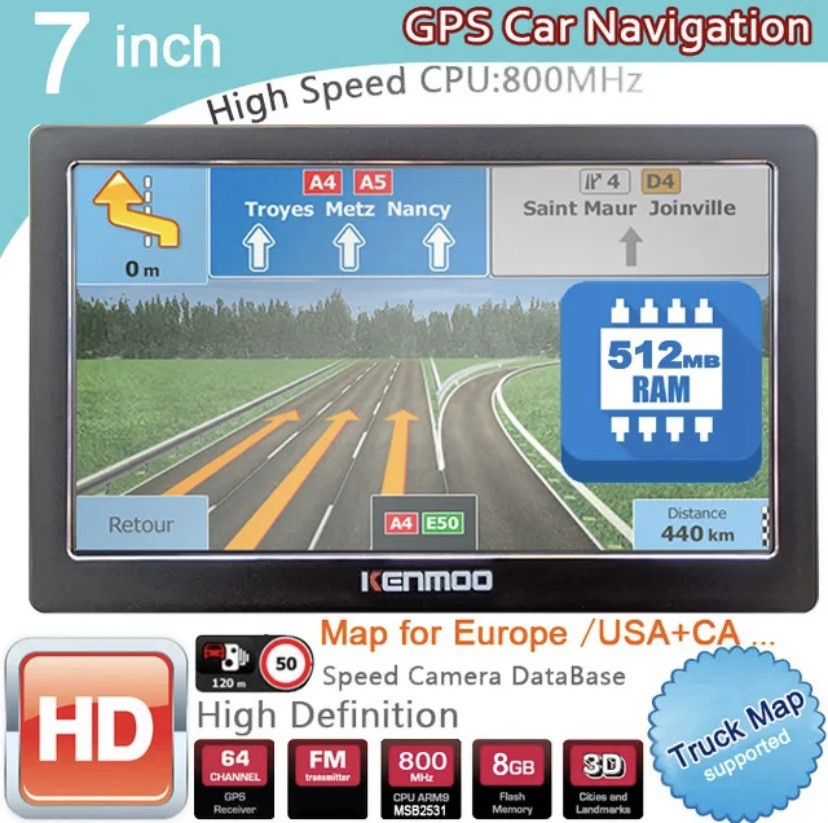 7 inch
GPS Car Navigation
High Speed CPU:800MHz
A4 A5
Troyes Metz Nancy
4 D4
Saint Maur Joinville
0 m
512MB
RAM
Retour
A4 E50
Distance
440 km
KENMOO
Map for Europe /USA+CA ...
50
120 m
Speed Camera DataBase
High Definition
HD
64
CHANNEL
GPS
Receiver
FM
transmitter
800
MHz
CPU ARM9
MSB2531
8GB
Flash
Memory
3D
Cities and
Landmarks
Truck Map
supported